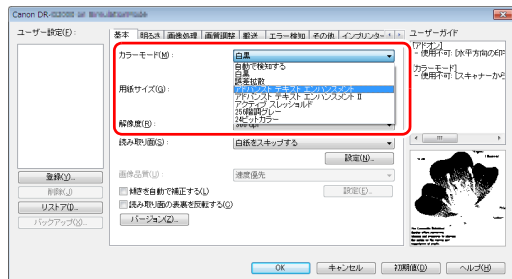 Canon DR-
ユーザー設定(F):
登録(V)...
削除(J)
リストア(I)...
バックアップ(X)...
基本 明るさ 画像処理 画質調整 搬送 エラー検知 その他 インプリンター
カラーモード(M):
白黒
自動で検知する
白黒
誤差拡散
アドバンスト テキスト エンハンスメント
アドバンスト テキスト エンハンスメント II
アクティブ スレッショルド
256階調グレー
24ビットカラー
用紙サイズ(G):
解像度(R):
300 dpi
読み取り面(S):
白紙をスキップする
設定(N)...
画像品質(U):
速度優先
傾きを自動で補正する(L)
設定(E)...
読み取り面の表裏を反転する(C)
バージョン(Z)...
ユーザーガイド
[アドオン]
- 使用不可: [水平方向のEや
[カラーモード]
- 使用不可: [スキャナーから
OK キャンセル 初期値(D) ヘルプ(H)